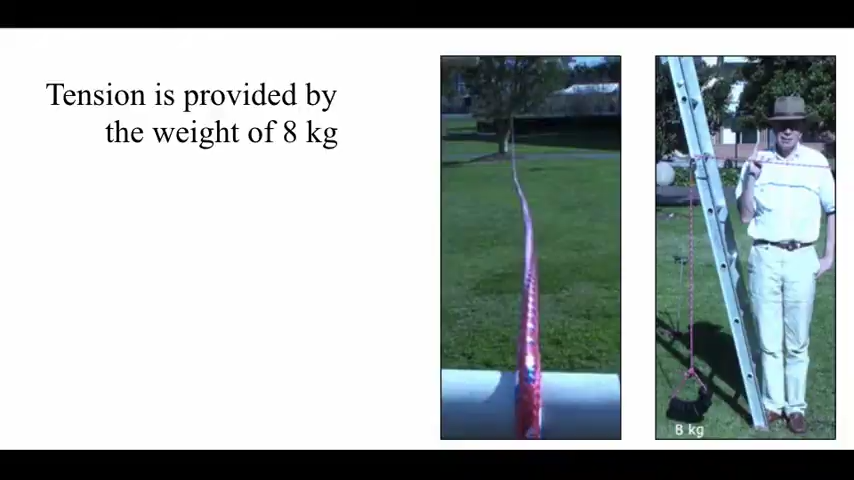 Tension is provided by
the weight of 8 kg
8 kg